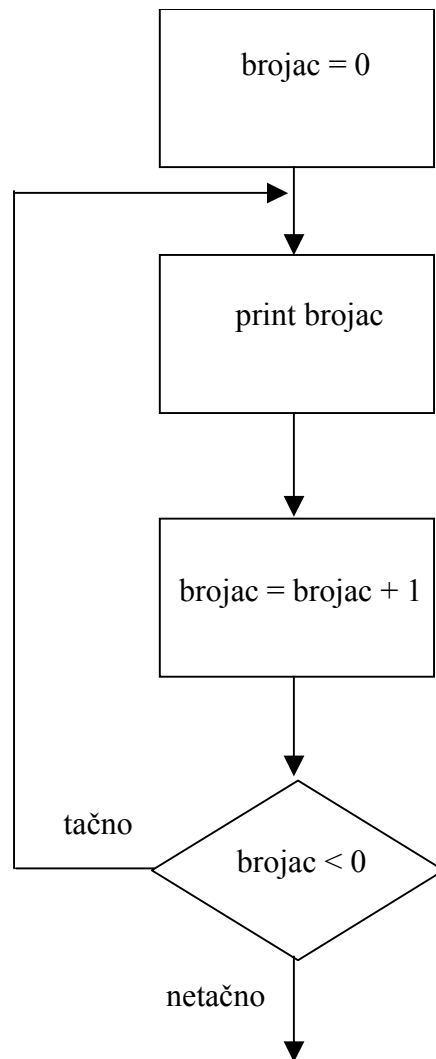 brojac = 0
print brojac
brojac = brojac + 1
tačno
brojac < 0
netačno